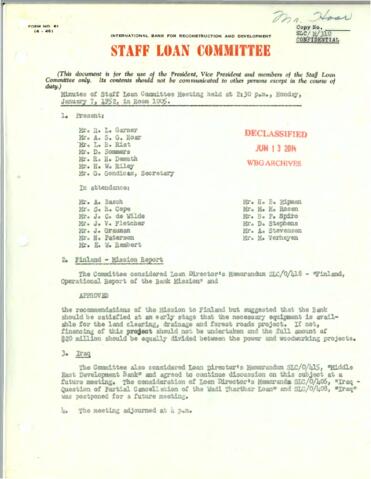 Mr. Hoar
FORM NO. 61
(4 - 46)
Copy No.
SLC/M/310
CONFIDENTIAL
INTERNATIONAL BANK FOR RECONSTRUCTION AND DEVELOPMENT
STAFF LOAN COMMITTEE
(This document is for the use of the President, Vice President and members of the Staff Loan
Committee only. Its contents should not be communicated to other persons except in the course of
duty.)
Minutes of Staff Loan Committee Meeting held at 2:30 p.m., Monday,
January 7, 1952, in Room 1005.
1. Present:
Mr. R. L. Garner
Mr. A. S. G. Hoar
Mr. L. B. Rist
Mr. D. Sommers
Mr. R. H. Demuth
Mr. H. W. Riley
Mr. G. Gondicas, Secretary
DECLASSIFIED
JUN 13 2014
WBG ARCHIVES
In attendance:
Mr. A. Basch
Mr. S. R. Cope
Mr. J. C. de Wilde
Mr. J. V. Fletcher
Mr. J. Grauman
Mr. N. Paterson
Mr. E. W. Rembert
Mr. H. B. Ripman
Mr. M. M. Rosen
Mr. B. F. Spiro
Mr. D. Stephens
Mr. A. Stevenson
Mr. M. Verheyen
2. Finland - Mission Report
The Committee considered Loan Director's Memorandum SLC/O/418 - "Finland,
Operational Report of the Bank Mission" and
APPROVED
the recommendations of the Mission to Finland but suggested that the Bank
should be satisfied at an early stage that the necessary equipment is avail-
able for the land clearing, drainage and forest roads project. If not,
financing of this project should not be undertaken and the full amount of
$20 million should be equally divided between the power and woodworking projects.
3. Iraq
The Committee also considered Loan Director's Memorandum SLC/O/415, "Middle
East Development Bank" and agreed to continue discussion on this subject at a
future meeting. The consideration of Loan Director's Memoranda SLC/O/406, "Iraq -
Question of Partial Cancellation of the Wadi Tharthar Loan" and SLC/O/408, "Iraq"
was postponed for a future meeting.
4. The meeting adjourned at 4 p.m.